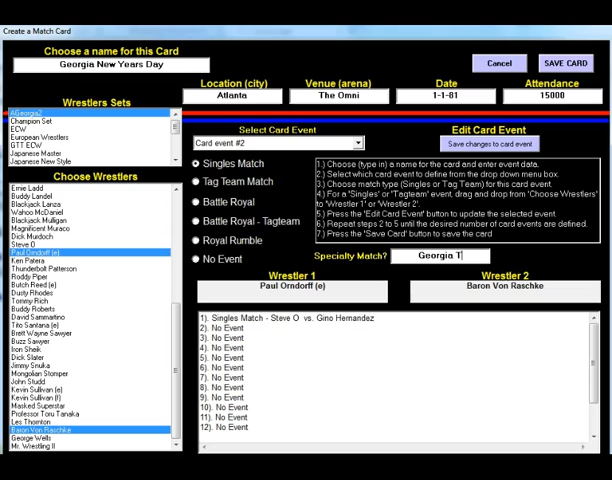 Create a Match Card
Choose a name for this Card
Georgia New Years Day
Cancel
SAVE CARD
Location (city)
Venue (arena)
Date
Attendance
Atlanta
The Omni
1-1-81
15000
Wrestlers Sets
AGeorgia2
Champion Set
ECW
European Wrestlers
GTT ECW
Japanese Master
Japanese New Style
Select Card Event
Card event #2
Edit Card Event
Save changes to card event
Singles Match
Tag Team Match
Battle Royal
Battle Royal - Tagteam
Royal Rumble
No Event
1.) Choose (type in) a name for the card and enter event data.
2.) Select which card event to define from the drop down menu box.
3.) Choose match type (Singles or Tag Team) for this card event.
4.) For a 'Singles' or 'Tagteam' event, drag and drop from 'Choose Wrestlers'
to 'Wrestler 1' or 'Wrestler 2'.
5.) Press the 'Edit Card Event' button to update the selected event.
6.) Repeat steps 2 to 5 until the desired number of card events are defined.
7.) Press the 'Save Card' button to save the card
Choose Wrestlers
Ernie Ladd
Buddy Landel
Blackjack Lanza
Wahoo McDaniel
Blackjack Mulligan
Magnificent Muraco
Dick Murdoch
Steve O
Paul Orndorff (e)
Ken Patera
Thunderbolt Patterson
Roddy Piper
Butch Reed (e)
Dusty Rhodes
Tommy Rich
Buddy Roberts
David Sammartino
Tito Santana (e)
Brett Wayne Sawyer
Buzz Sawyer
Iron Sheik
Dick Slater
Jimmy Snuka
Mongolian Stomper
John Studd
Kevin Sullivan (e)
Kevin Sullivan (f)
Masked Superstar
Professor Toru Tanaka
Les Thornton
Baron Von Raschke
George Wells
Mr. Wrestling II
Specialty Match?
Georgia T
Wrestler 1
Wrestler 2
Paul Orndorff (e)
Baron Von Raschke
1). Singles Match - Steve O vs. Gino Hernandez
2). No Event
3). No Event
4). No Event
5). No Event
6). No Event
7). No Event
8). No Event
9). No Event
10). No Event
11). No Event
12). No Event